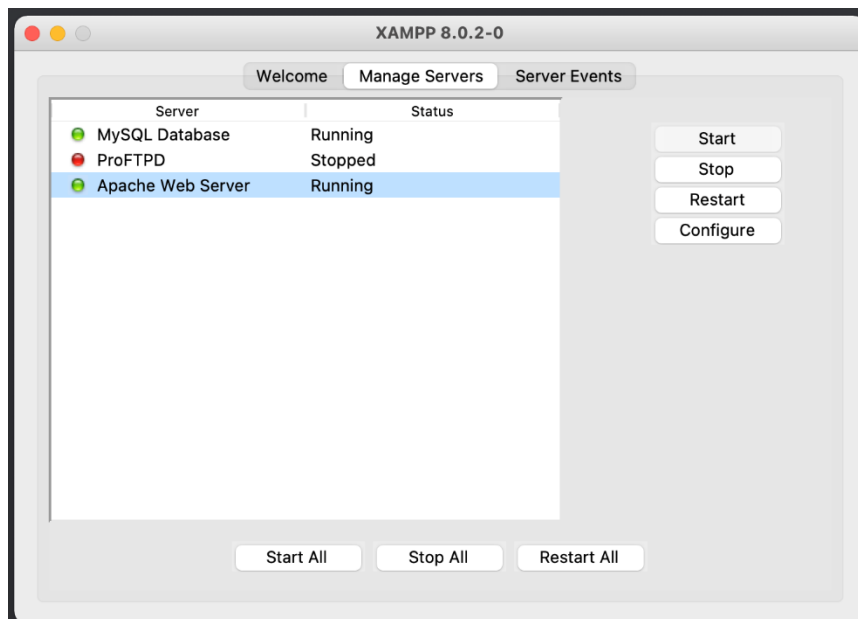 XAMPP 8.0.2-0
Welcome Manage Servers Server Events
Server Status
MySQL Database Running
ProFTPD Stopped
Apache Web Server Running
Start
Stop
Restart
Configure
Start All Stop All Restart All